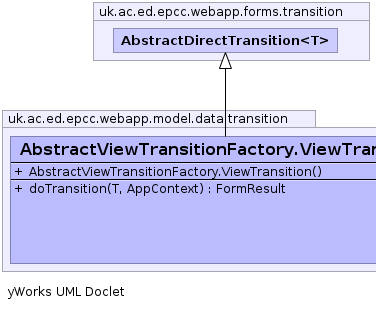 uk.ac.ed.epcc.webapp.forms.transition
AbstractDirectTransition<T>
uk.ac.ed.epcc.webapp.model.data.transition
AbstractViewTransitionFactory.ViewTran
+ AbstractViewTransitionFactory.ViewTransition()
+ doTransition(T, AppContext) : FormResult
yWorks UML Doclet